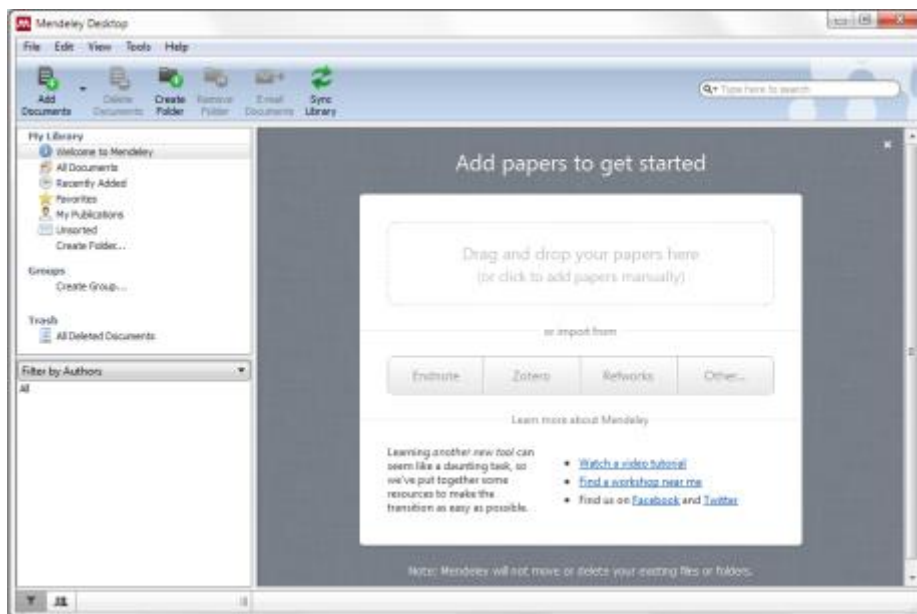 Mendeley Desktop
File Edit View Tools Help
Add Documents
Delete Documents
Create Folder
Remove Folder
E-mail Documents
Sync Library
Type here to search
My Library
Welcome to Mendeley
All Documents
Recently Added
Favorites
My Publications
Unsorted
Create Folder...
Groups
Create Group...
Trash
All Deleted Documents
Filter by Authors
All
Add papers to get started
Drag and drop your papers here
(or click to add papers manually)
or import from
Endnote Zotero Refworks Other...
Learn more about Mendeley
Learning another new tool can
seem like a daunting task, so
we've put together some
resources to make the
transition as easy as possible.
Watch a video tutorial
Find a workshop near me
Find us on Facebook and Twitter
Note: Mendeley will not move or delete your existing files or folders.